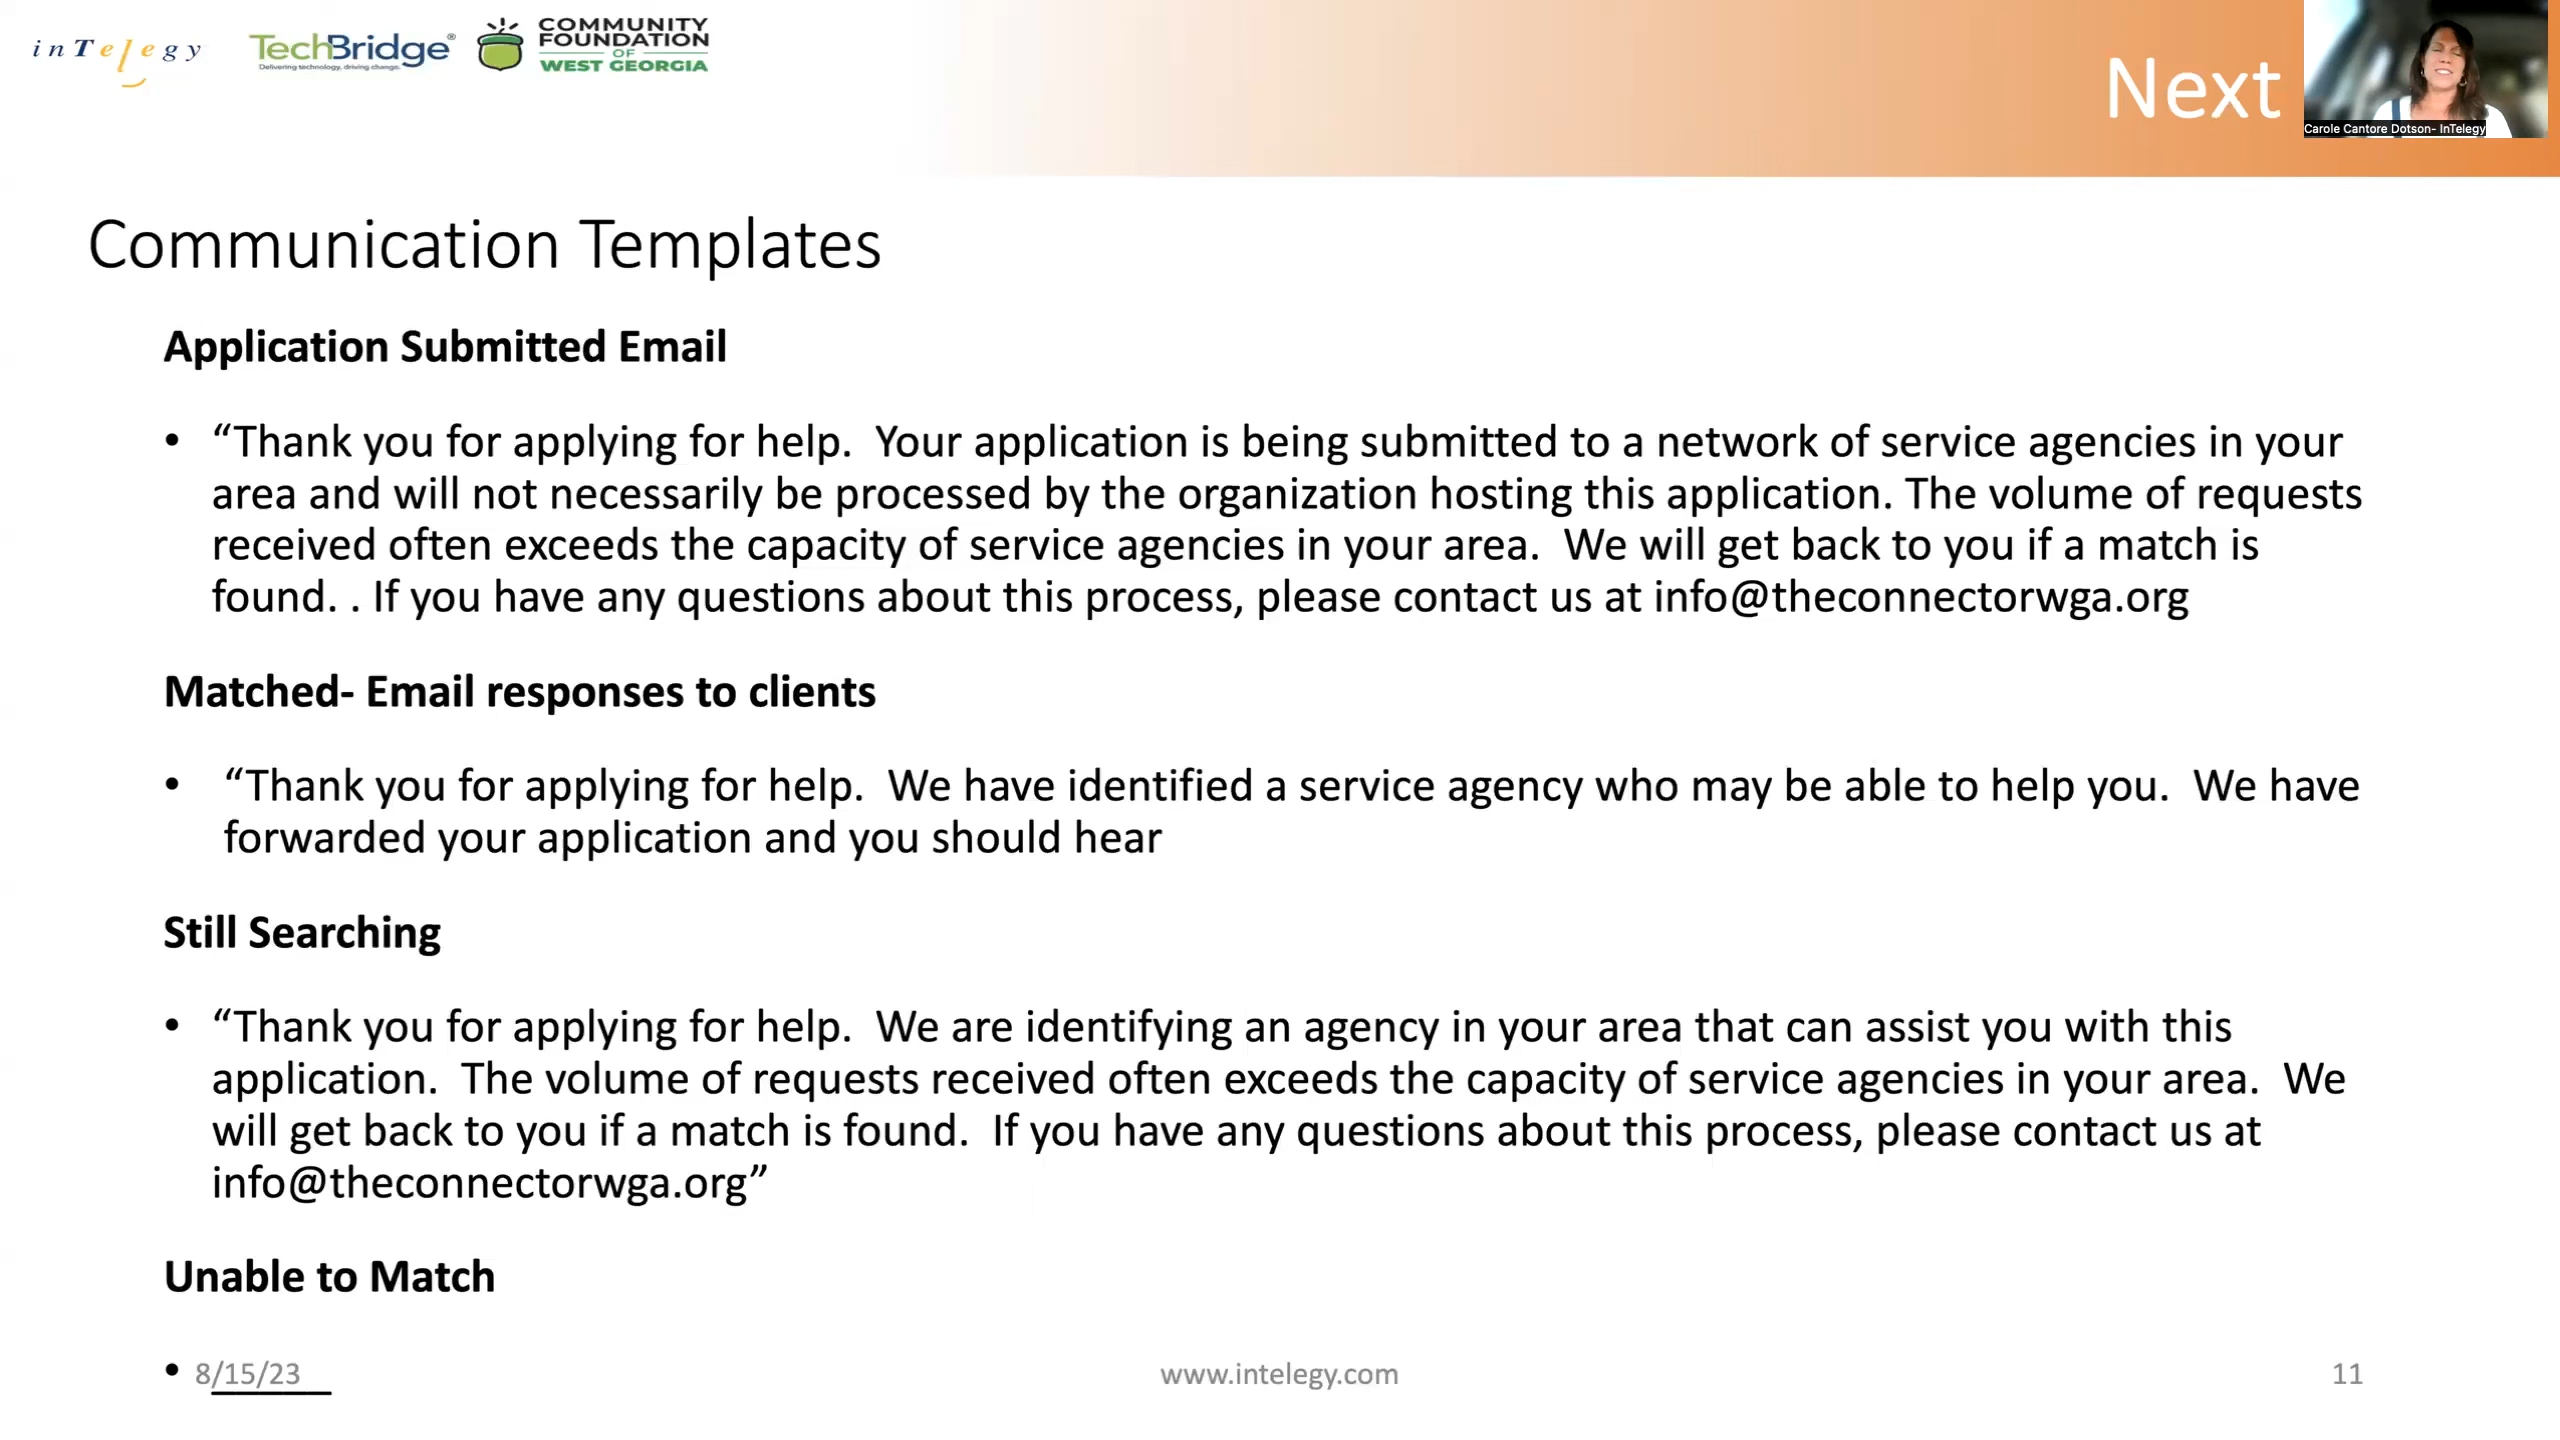 inTelegy
TechBridge®
Delivering technology, driving change.
COMMUNITY
FOUNDATION
OF
WEST GEORGIA
Next
Carole Cantore Dotson- InTelegy
Communication Templates
Application Submitted Email
• “Thank you for applying for help.  Your application is being submitted to a network of service agencies in your
area and will not necessarily be processed by the organization hosting this application. The volume of requests
received often exceeds the capacity of service agencies in your area.  We will get back to you if a match is
found. . If you have any questions about this process, please contact us at info@theconnectorwga.org
Matched- Email responses to clients
• “Thank you for applying for help.  We have identified a service agency who may be able to help you.  We have
forwarded your application and you should hear
Still Searching
• “Thank you for applying for help.  We are identifying an agency in your area that can assist you with this
application.  The volume of requests received often exceeds the capacity of service agencies in your area.  We
will get back to you if a match is found.  If you have any questions about this process, please contact us at
info@theconnectorwga.org”
Unable to Match
• 8/15/23
www.intelegy.com
11